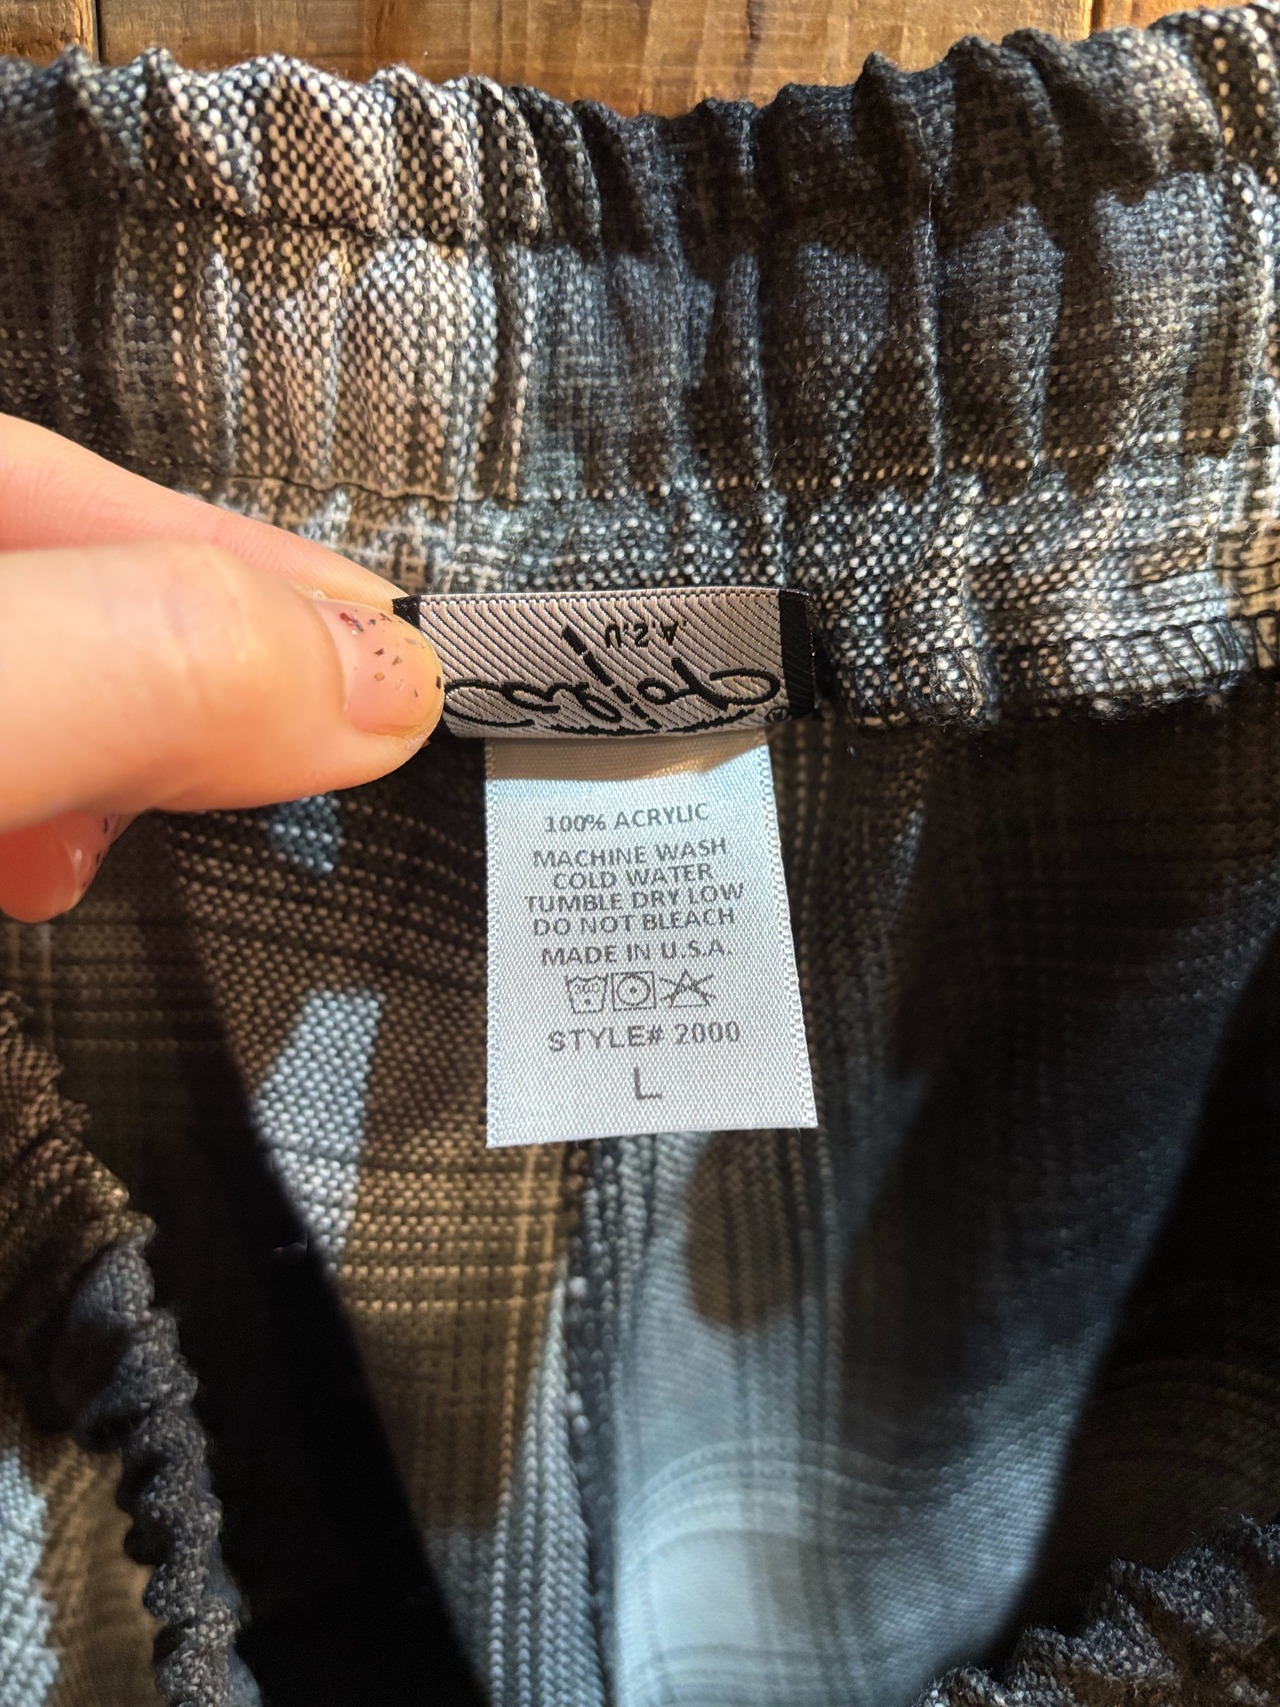 U.S.A.
®
100% ACRYLIC
MACHINE WASH
COLD WATER
TUMBLE DRY LOW
DO NOT BLEACH
MADE IN U.S.A.
STYLE# 2000
L